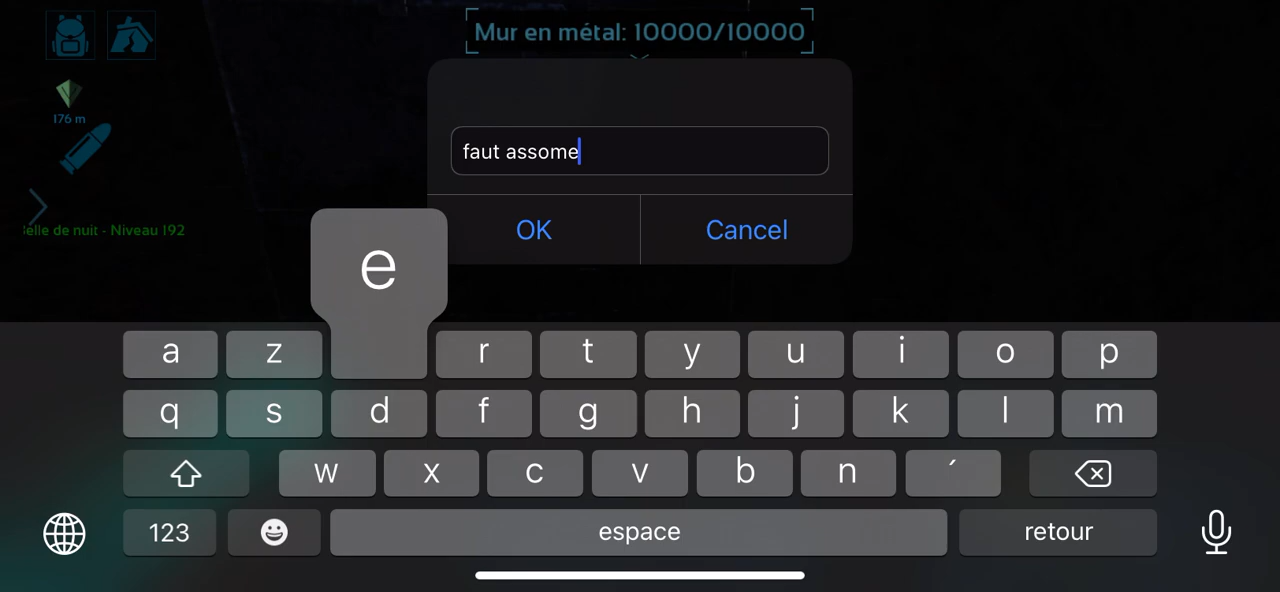 Mur en métal: 10000/10000
176 m
faut assome
OK
Cancel
elle de nuit - Niveau 192
e
a z r t y u i o p
q s d f g h j k l m
w x c v b n ´
123
espace
retour